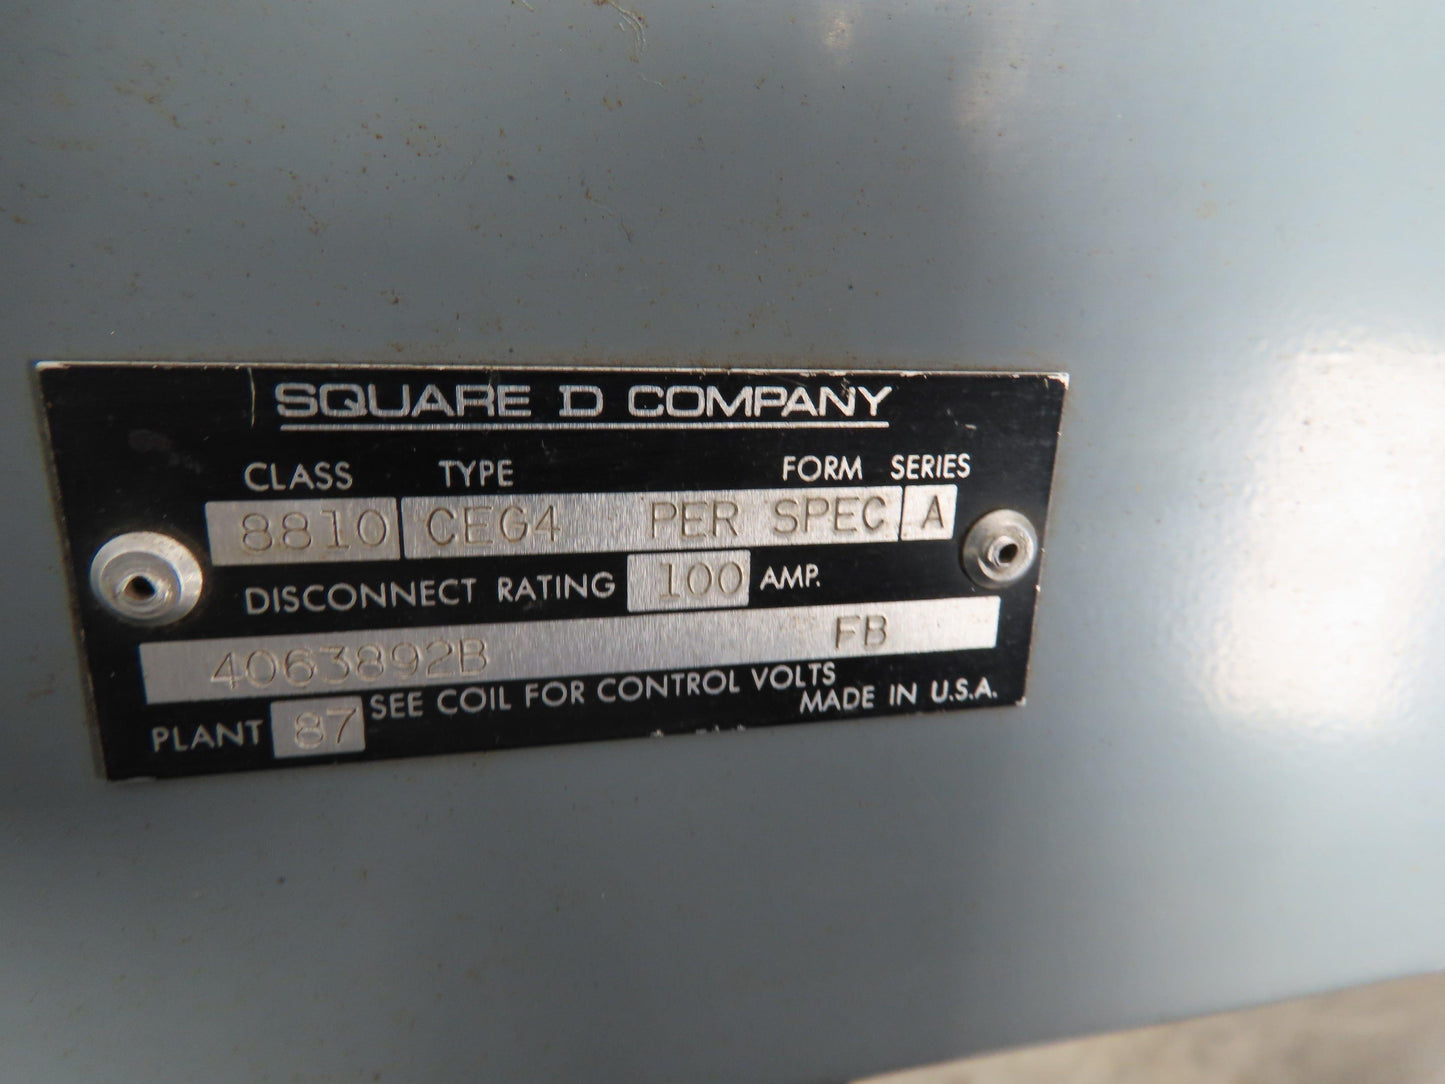 SQUARE D COMPANY
CLASS TYPE FORM SERIES
8810 CEG4 PER SPEC A
DISCONNECT RATING 100 AMP.
4063892B FB
SEE COIL FOR CONTROL VOLTS
PLANT 87 MADE IN U.S.A.